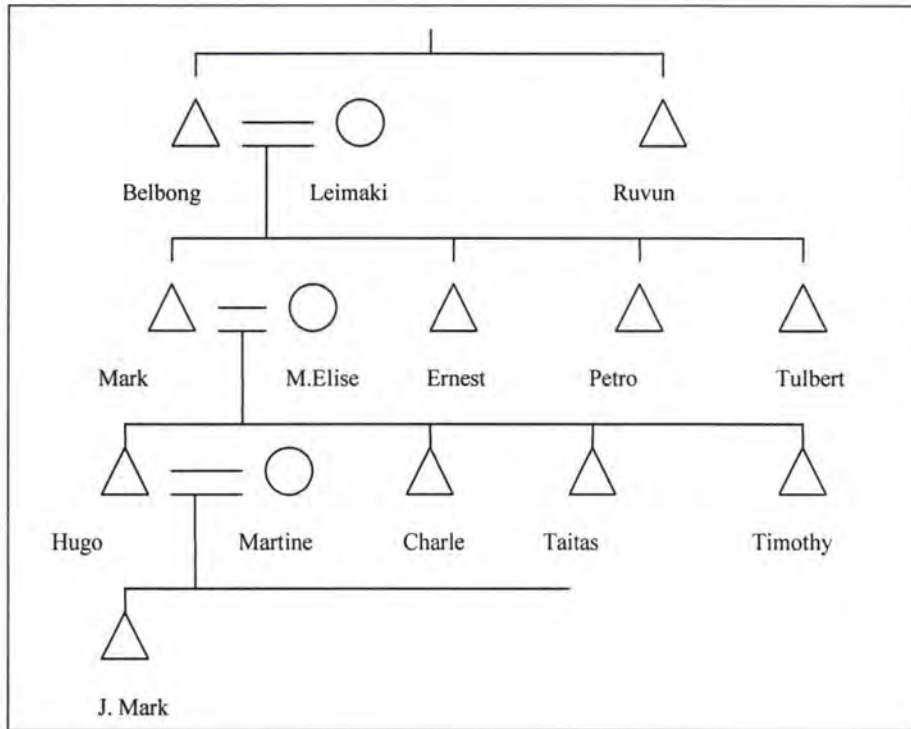 Belbong Leimaki Ruvun
Mark M.Elise Ernest Petro Tulbert
Hugo Martine Charle Taitas Timothy
J. Mark